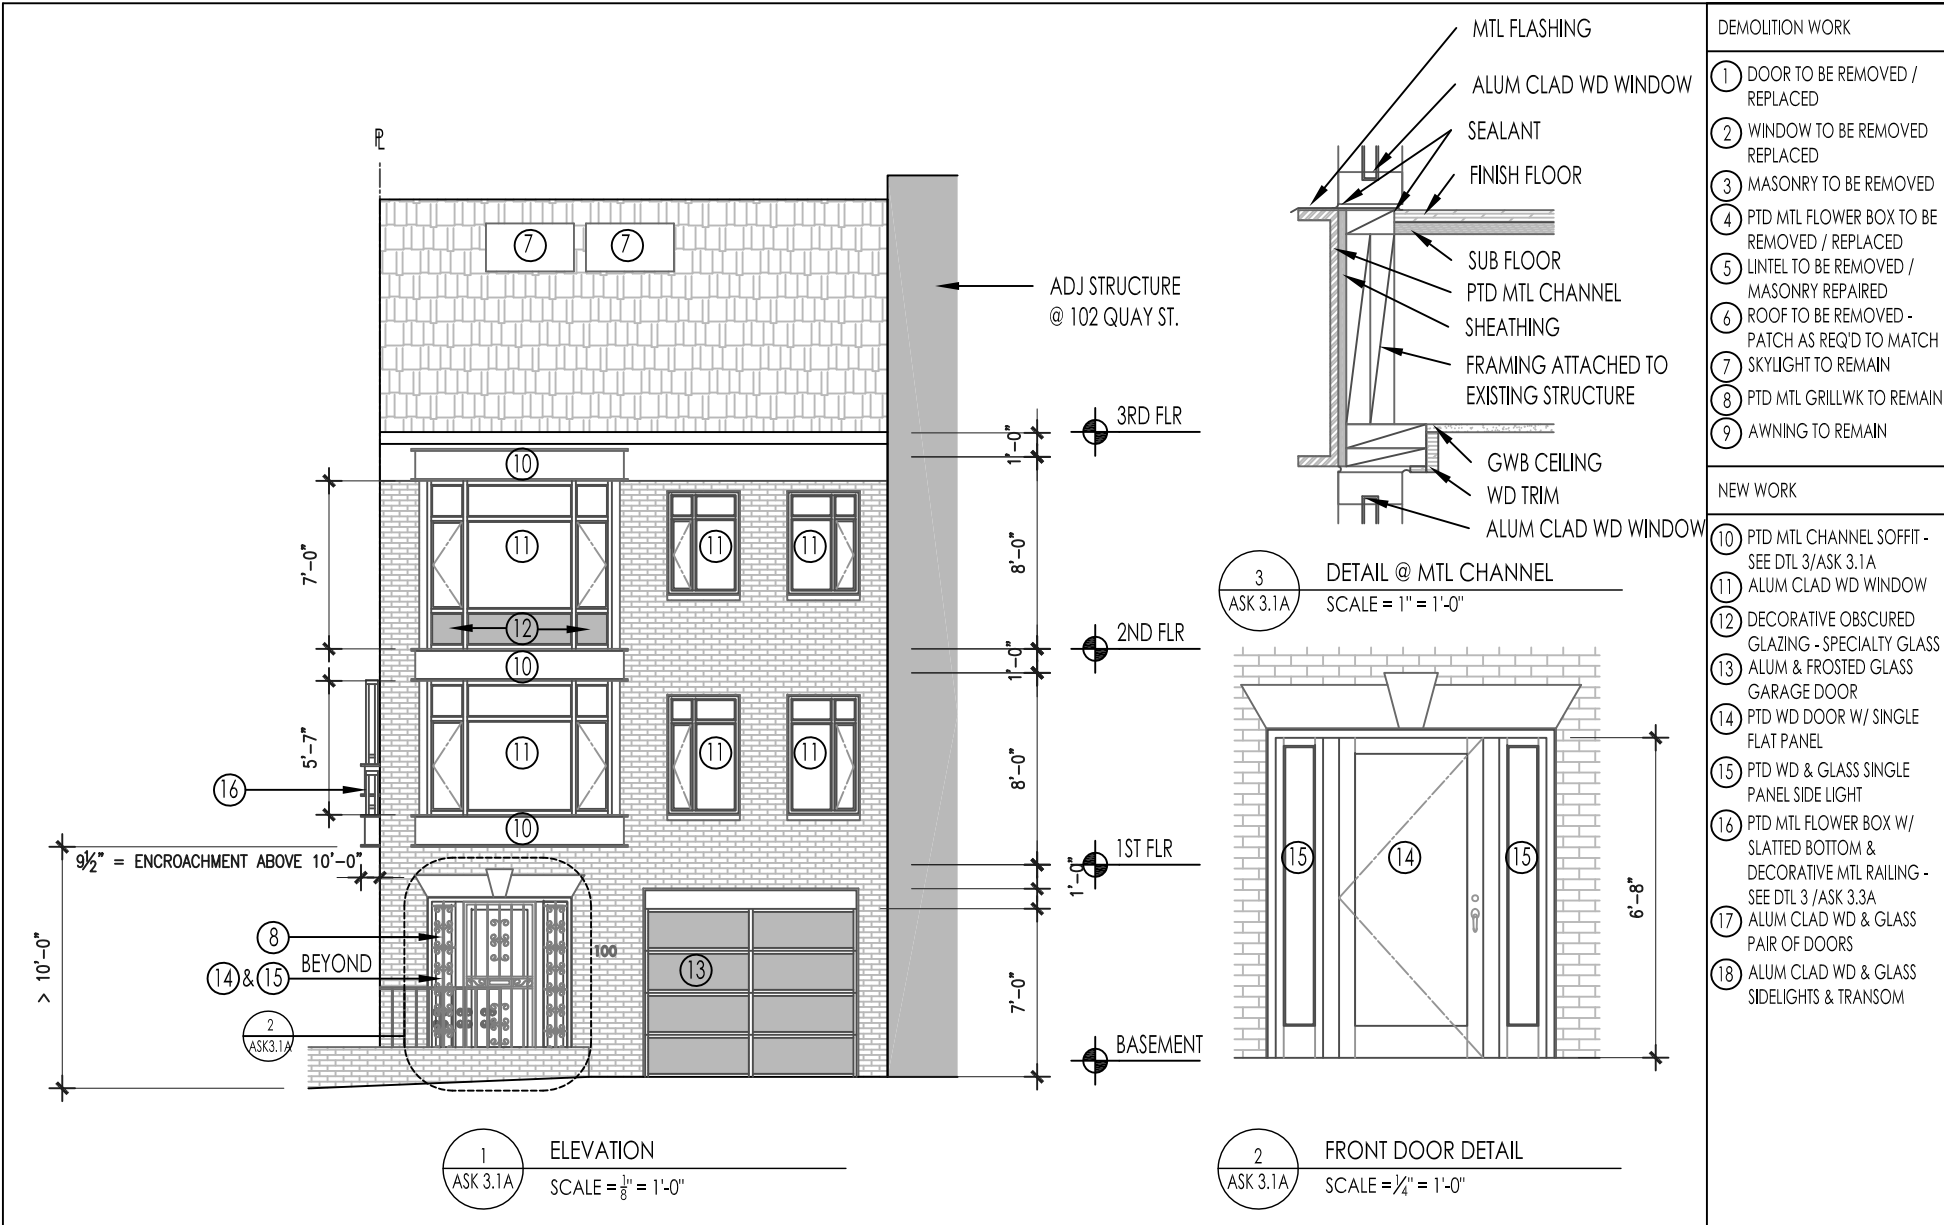 ℄
7
7
ADJ STRUCTURE
@ 102 QUAY ST.
3RD FLR
1'-0"
10
7'-0"
11
11
11
8'-0"
12
2ND FLR
10
1'-0"
5'-7"
11
11
11
8'-0"
16
10
9½" = ENCROACHMENT ABOVE 10'-0"
1ST FLR
1'-0"
> 10'-0"
8
BEYOND
14 & 15
100
13
7'-0"
2
ASK3.1A
BASEMENT
1
ASK 3.1A
ELEVATION
SCALE = 1/8" = 1'-0"
MTL FLASHING
ALUM CLAD WD WINDOW
SEALANT
FINISH FLOOR
SUB FLOOR
PTD MTL CHANNEL
SHEATHING
FRAMING ATTACHED TO
EXISTING STRUCTURE
GWB CEILING
WD TRIM
ALUM CLAD WD WINDOW
3
ASK 3.1A
DETAIL @ MTL CHANNEL
SCALE = 1" = 1'-0"
15
14
15
6'-8"
2
ASK 3.1A
FRONT DOOR DETAIL
SCALE = 1/4" = 1'-0"
DEMOLITION WORK
1 DOOR TO BE REMOVED /
REPLACED
2 WINDOW TO BE REMOVED
REPLACED
3 MASONRY TO BE REMOVED
4 PTD MTL FLOWER BOX TO BE
REMOVED / REPLACED
5 LINTEL TO BE REMOVED /
MASONRY REPAIRED
6 ROOF TO BE REMOVED -
PATCH AS REQ'D TO MATCH
7 SKYLIGHT TO REMAIN
8 PTD MTL GRILLWK TO REMAIN
9 AWNING TO REMAIN
NEW WORK
10 PTD MTL CHANNEL SOFFIT -
SEE DTL 3/ASK 3.1A
11 ALUM CLAD WD WINDOW
12 DECORATIVE OBSCURED
GLAZING - SPECIALTY GLASS
13 ALUM & FROSTED GLASS
GARAGE DOOR
14 PTD WD DOOR W/ SINGLE
FLAT PANEL
15 PTD WD & GLASS SINGLE
PANEL SIDE LIGHT
16 PTD MTL FLOWER BOX W/
SLATTED BOTTOM &
DECORATIVE MTL RAILING -
SEE DTL 3 /ASK 3.3A
17 ALUM CLAD WD & GLASS
PAIR OF DOORS
18 ALUM CLAD WD & GLASS
SIDELIGHTS & TRANSOM